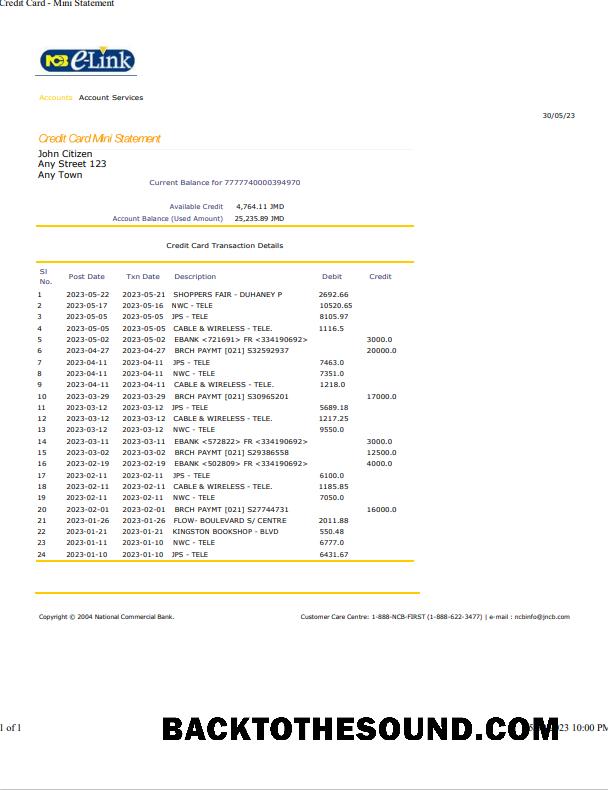 Credit Card - Mini Statement
NCB e-Link
Accounts Account Services
30/05/23
Credit Card Mini Statement
John Citizen
Any Street 123
Any Town
Current Balance for 7777740000394970
Available Credit 4,764.11 JMD
Account Balance (Used Amount) 25,235.89 JMD
Credit Card Transaction Details
Sl No. Post Date Txn Date Description Debit Credit
1 2023-05-22 2023-05-21 SHOPPERS FAIR - DUHANEY P 2692.66
2 2023-05-17 2023-05-16 NWC - TELE 10520.65
3 2023-05-05 2023-05-05 JPS - TELE 8105.97
4 2023-05-05 2023-05-05 CABLE & WIRELESS - TELE. 1116.5
5 2023-05-02 2023-05-02 EBANK <721691> FR <334190692> 3000.0
6 2023-04-27 2023-04-27 BRCH PAYMT [021] S32592937 20000.0
7 2023-04-11 2023-04-11 JPS - TELE 7463.0
8 2023-04-11 2023-04-11 NWC - TELE 7351.0
9 2023-04-11 2023-04-11 CABLE & WIRELESS - TELE. 1218.0
10 2023-03-29 2023-03-29 BRCH PAYMT [021] S30965201 17000.0
11 2023-03-12 2023-03-12 JPS - TELE 5689.18
12 2023-03-12 2023-03-12 CABLE & WIRELESS - TELE. 1217.25
13 2023-03-12 2023-03-12 NWC - TELE 9550.0
14 2023-03-11 2023-03-11 EBANK <572822> FR <334190692> 3000.0
15 2023-03-02 2023-03-02 BRCH PAYMT [021] S29386558 12500.0
16 2023-02-19 2023-02-19 EBANK <502809> FR <334190692> 4000.0
17 2023-02-11 2023-02-11 JPS - TELE 6100.0
18 2023-02-11 2023-02-11 CABLE & WIRELESS - TELE. 1185.85
19 2023-02-11 2023-02-11 NWC - TELE 7050.0
20 2023-02-01 2023-02-01 BRCH PAYMT [021] S27744731 16000.0
21 2023-01-26 2023-01-26 FLOW- BOULEVARD S/ CENTRE 2011.88
22 2023-01-21 2023-01-21 KINGSTON BOOKSHOP - BLVD 550.48
23 2023-01-11 2023-01-10 NWC - TELE 6777.0
24 2023-01-10 2023-01-10 JPS - TELE 6431.67
Copyright © 2004 National Commercial Bank. Customer Care Centre: 1-888-NCB-FIRST (1-888-622-3477) | e-mail : ncbinfo@jncb.com
1 of 1 BACKTOTHESOUND.COM 10:00 PM